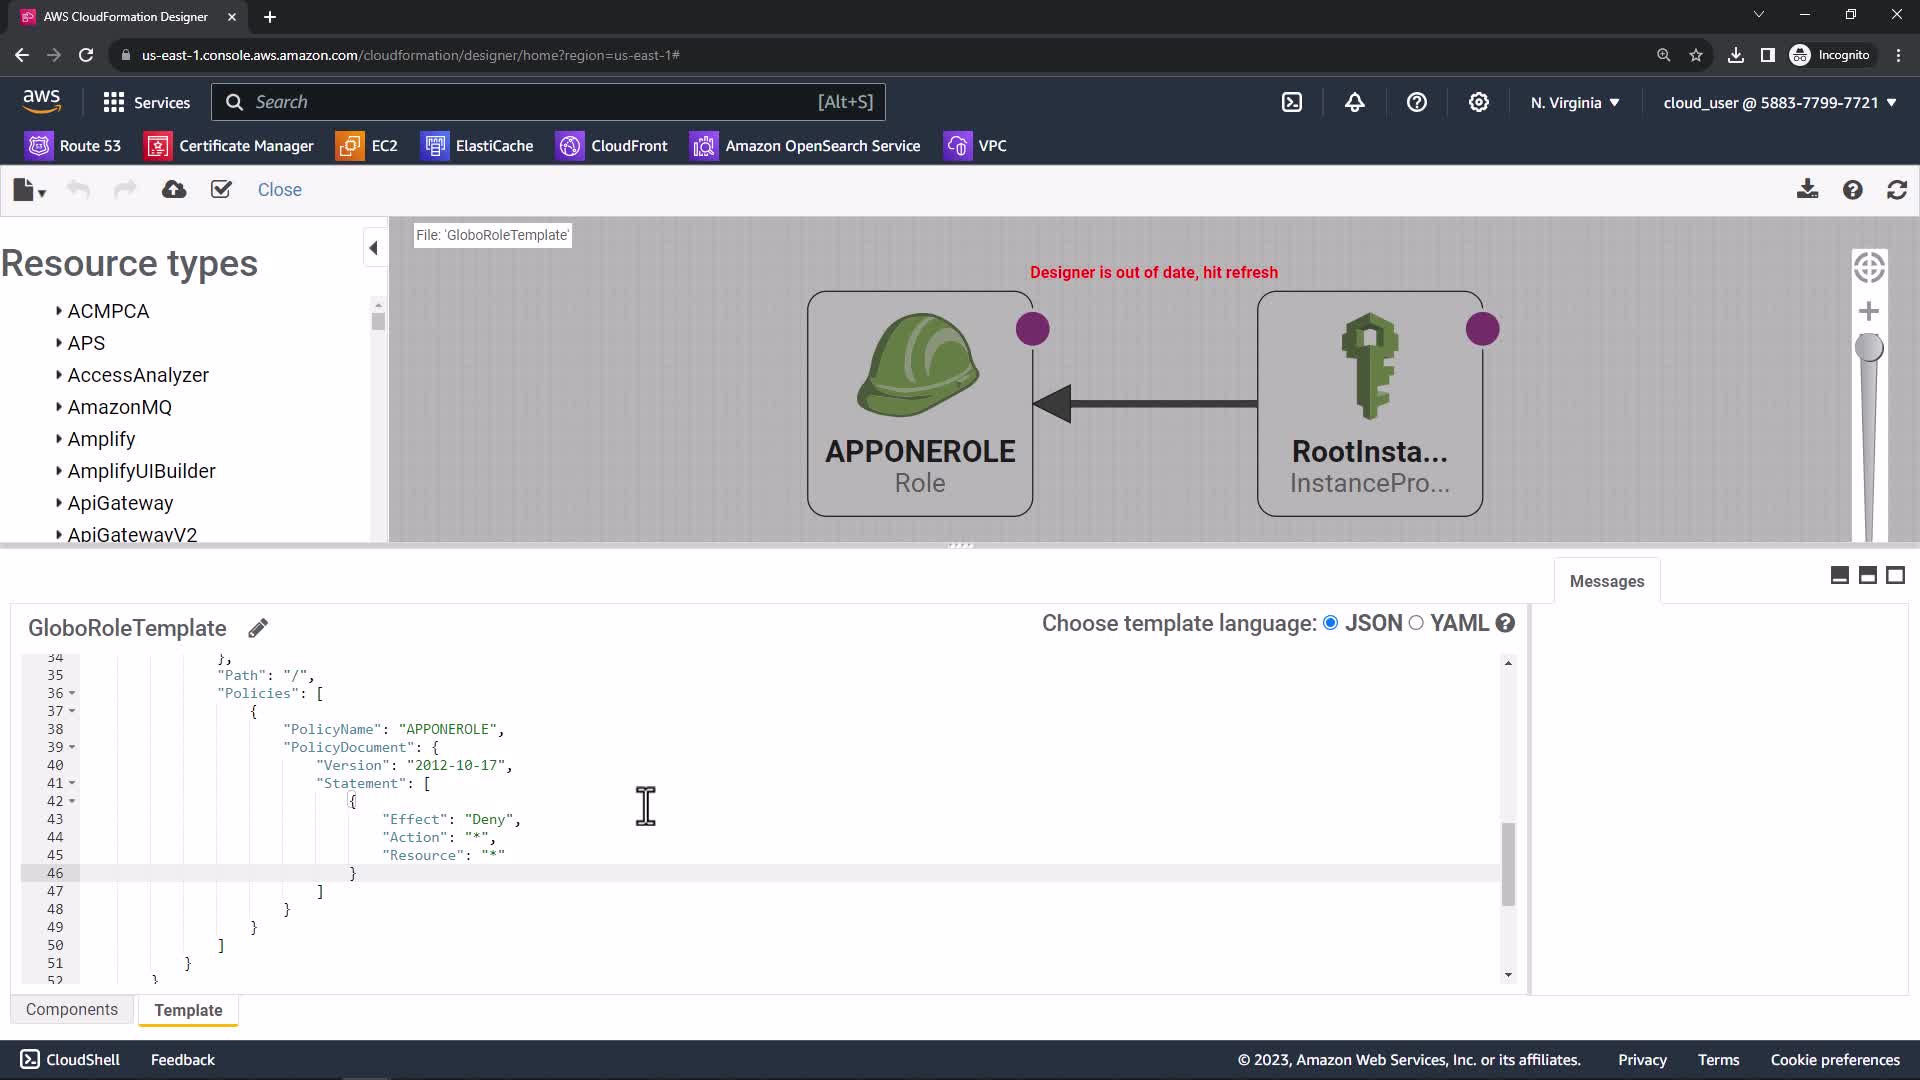 AWS CloudFormation Designer
us-east-1.console.aws.amazon.com/cloudformation/designer/home?region=us-east-1#
Incognito
aws
Services
Search
[Alt+S]
N. Virginia
cloud_user @ 5883-7799-7721
Route 53
Certificate Manager
EC2
ElastiCache
CloudFront
Amazon OpenSearch Service
VPC
Close
Resource types
ACMPCA
APS
AccessAnalyzer
AmazonMQ
Amplify
AmplifyUIBuilder
ApiGateway
ApiGatewayV2
File: 'GloboRoleTemplate'
Designer is out of date, hit refresh
APPONEROLE
Role
RootInsta...
InstancePro...
Messages
GloboRoleTemplate
Choose template language: JSON YAML
34 },
35 "Path": "/",
36 "Policies": [
37 {
38 "PolicyName": "APPONEROLE",
39 "PolicyDocument": {
40 "Version": "2012-10-17",
41 "Statement": [
42 {
43 "Effect": "Deny",
44 "Action": "*",
45 "Resource": "*"
46 }
47 ]
48 }
49 }
50 ]
51 }
52 }
Components
Template
CloudShell
Feedback
© 2023, Amazon Web Services, Inc. or its affiliates.
Privacy
Terms
Cookie preferences